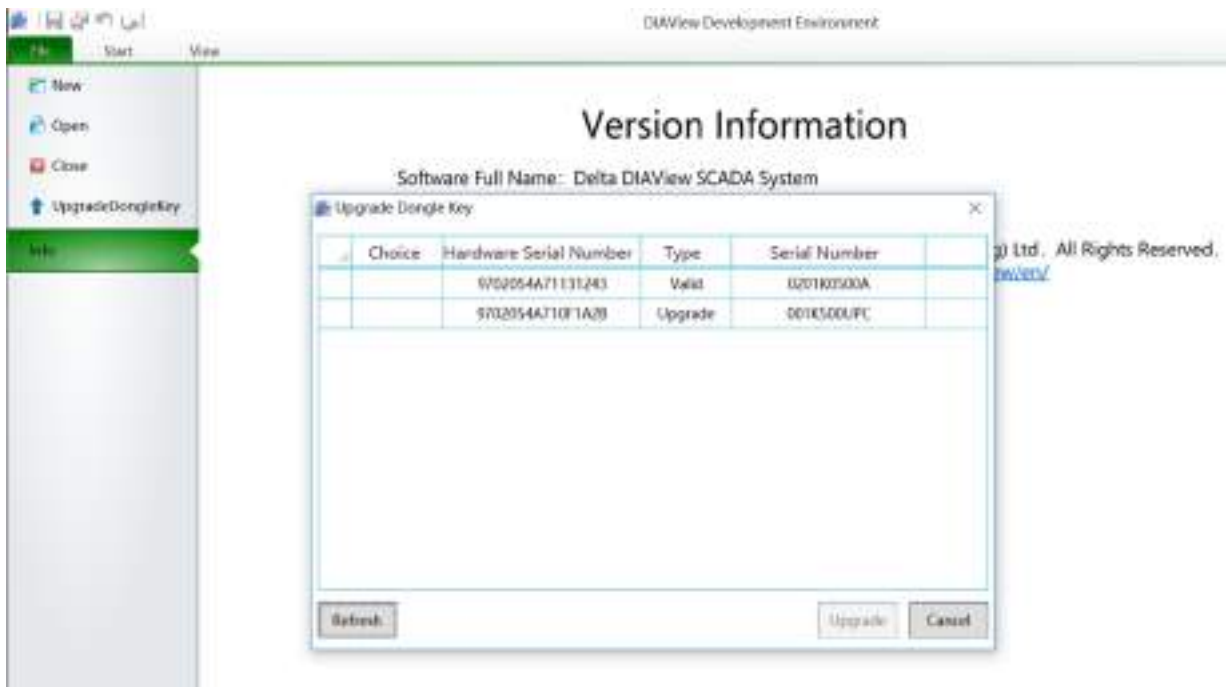 DIAView Development Environment
File Start View
New
Open
Close
UpgradeDongleKey
Info
Version Information
Software Full Name: Delta DIAView SCADA System
g) Ltd. All Rights Reserved.
ew/en/
Upgrade Dongle Key
Choice Hardware Serial Number Type Serial Number
Valid
Upgrade
Refresh Upgrade Cancel